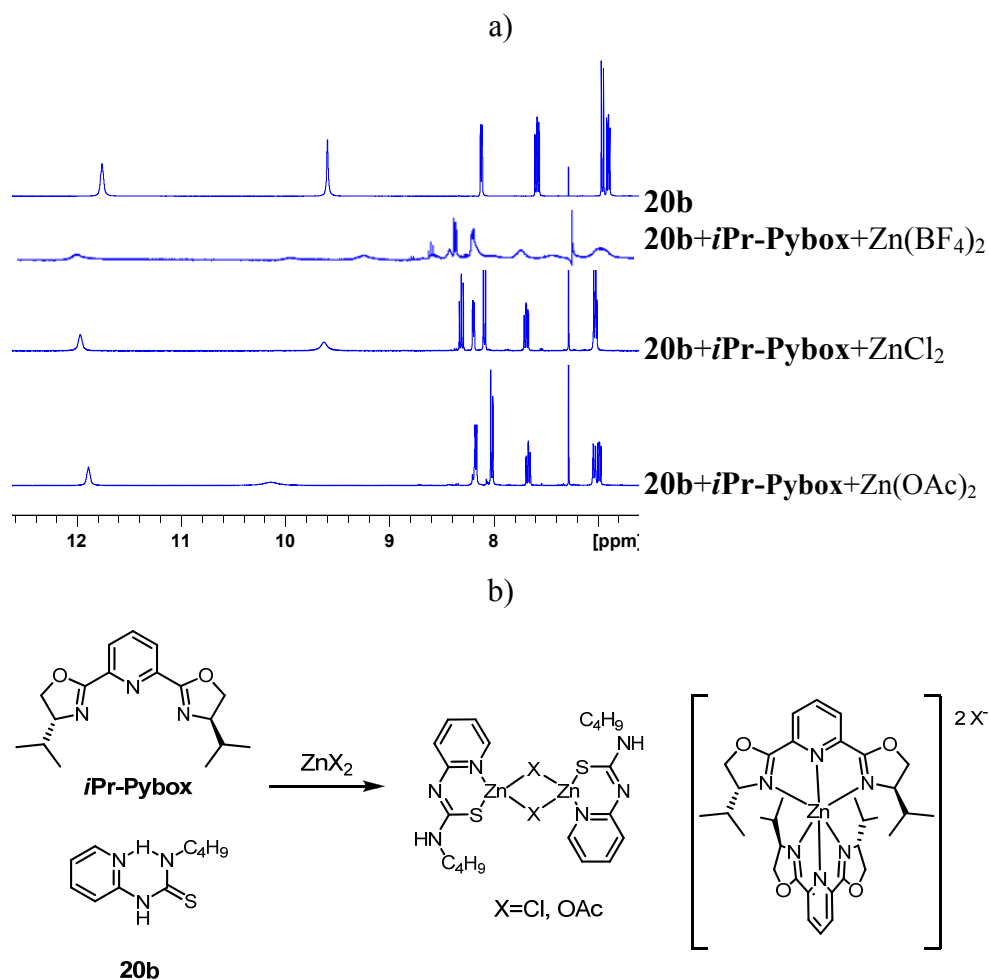 a)
20b
20b+iPr-Pybox+Zn(BF4)2
20b+iPr-Pybox+ZnCl2
20b+iPr-Pybox+Zn(OAc)2
12 11 10 9 8 [ppm]
b)
O N O
N N
iPr-Pybox
ZnX2
N H N C4H9
N H S
20b
C4H9
NH
N X S
N Zn Zn N
S X N
HN
C4H9
X=Cl, OAc
2 X-
O N O
N N
Zn
N N
O N O